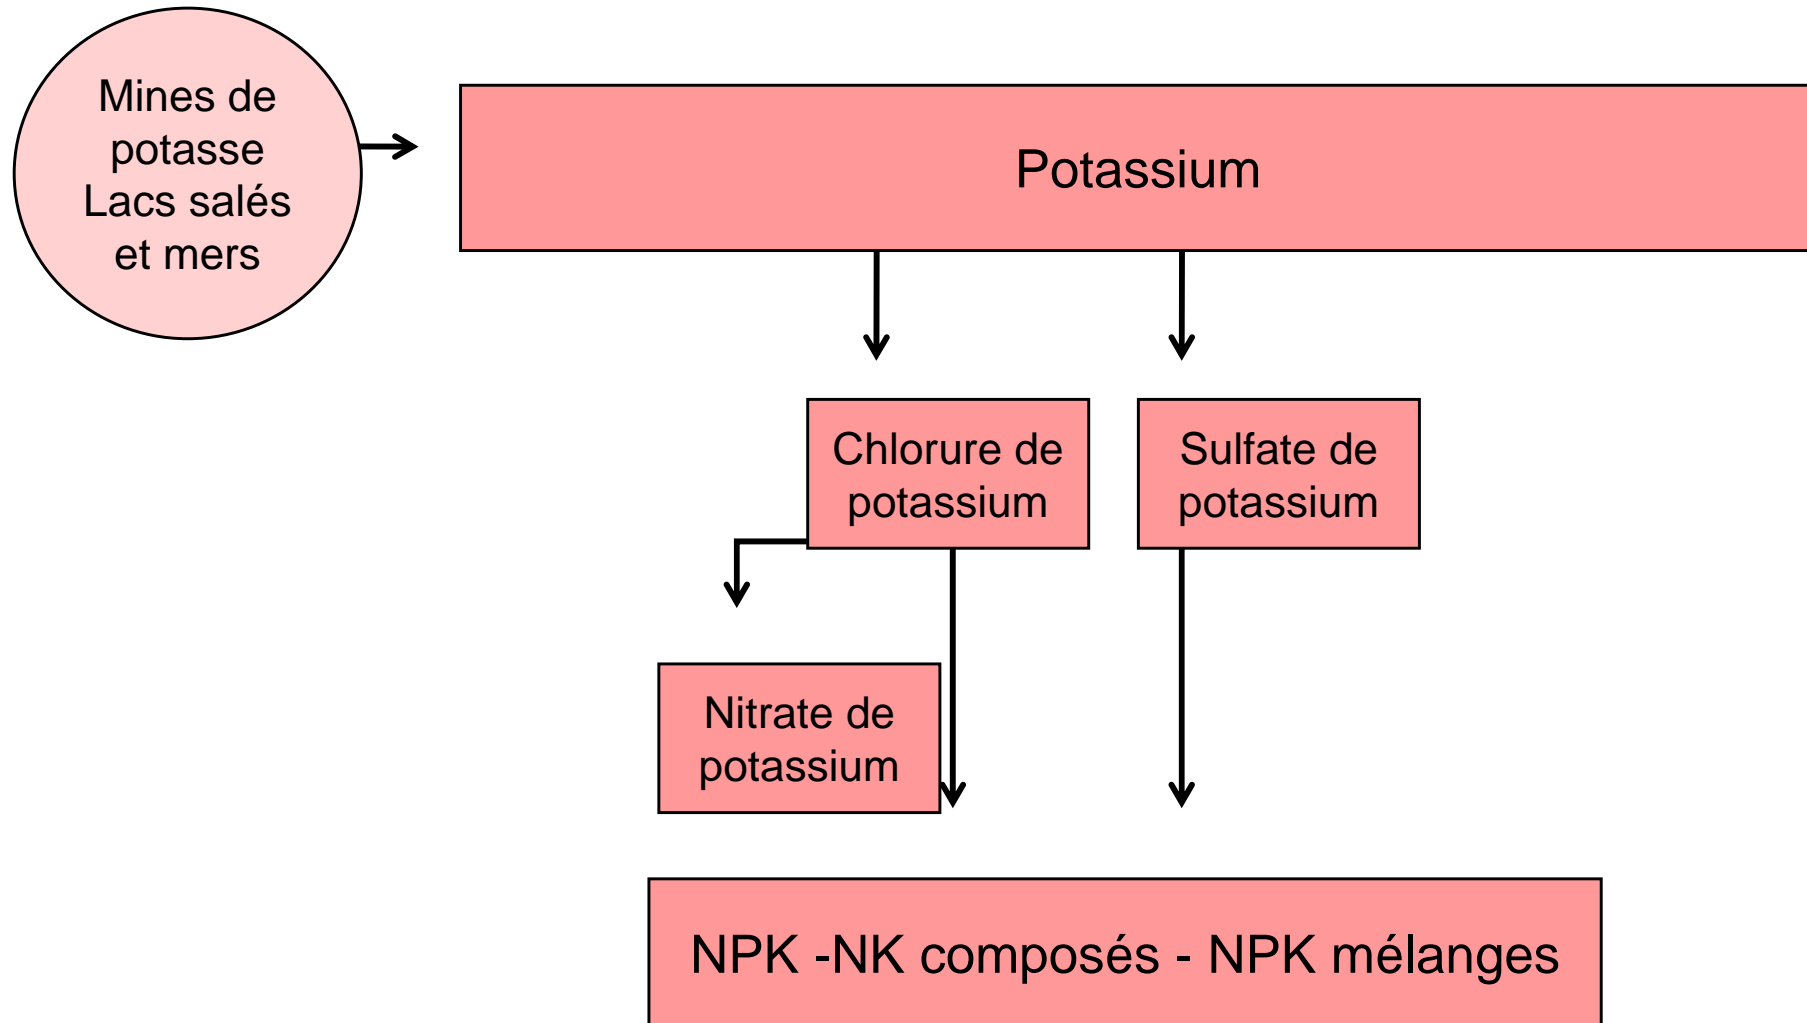 Mines de
potasse
Lacs salés
et mers
Potassium
Chlorure de
potassium
Sulfate de
potassium
Nitrate de
potassium
NPK -NK composés - NPK mélanges